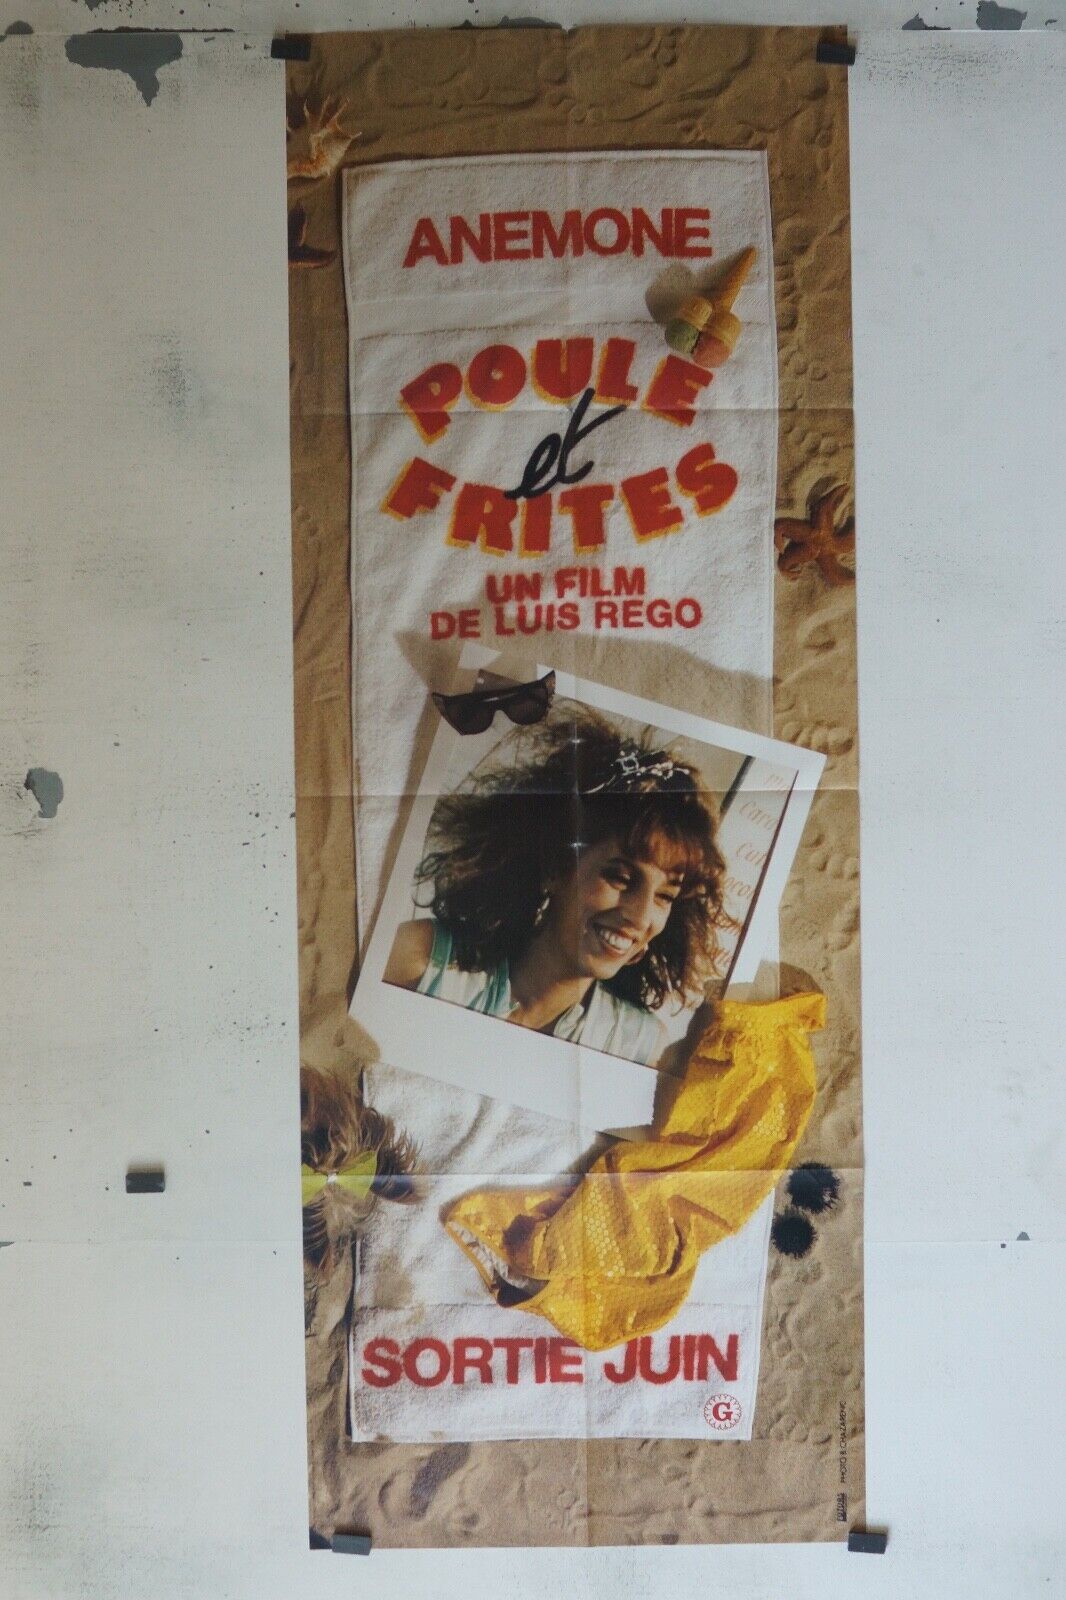 ANEMONE
POULE
et
FRITES
UN FILM
DE LUIS REGO
SORTIE JUIN
G